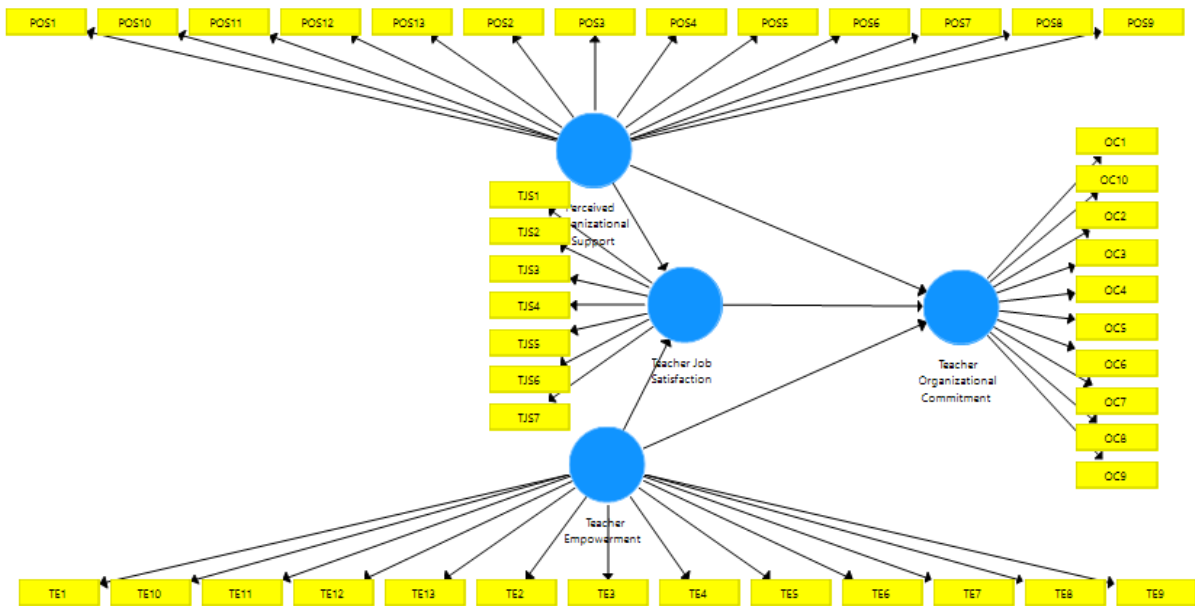 POS1 POS10 POS11 POS12 POS13 POS2 POS3 POS4 POS5 POS6 POS7 POS8 POS9
TJS1
TJS2
TJS3
TJS4
TJS5
TJS6
TJS7
Perceived
anizational
Support
Teacher Job
Satisfaction
Teacher
Organizational
Commitment
OC1
OC10
OC2
OC3
OC4
OC5
OC6
OC7
OC8
OC9
Teacher
Empowerment
TE1 TE10 TE11 TE12 TE13 TE2 TE3 TE4 TE5 TE6 TE7 TE8 TE9